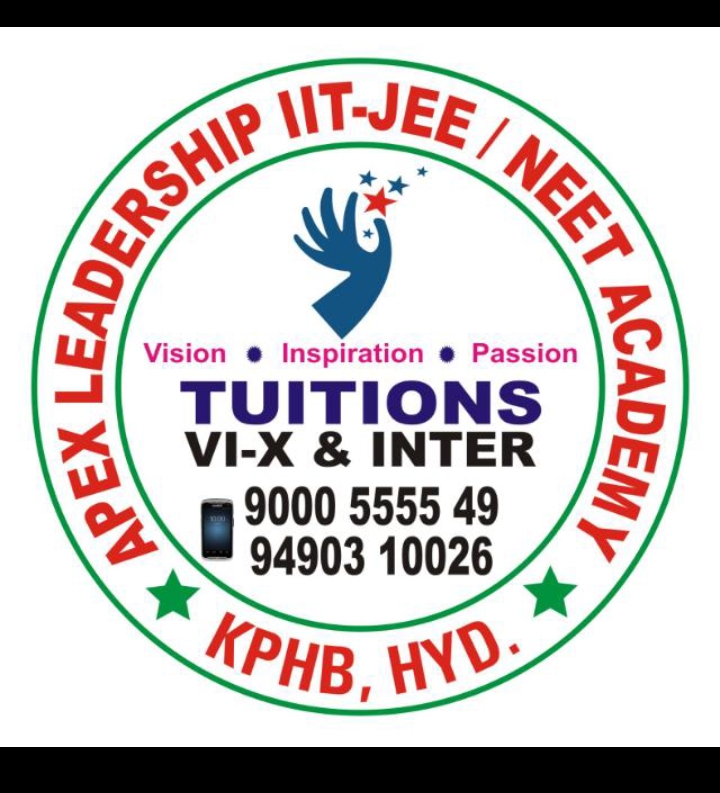 APEX LEADERSHIP IIT-JEE / NEET ACADEMY
Vision Inspiration Passion
TUITIONS
VI-X & INTER
9000 5555 49
94903 10026
KPHB, HYD.